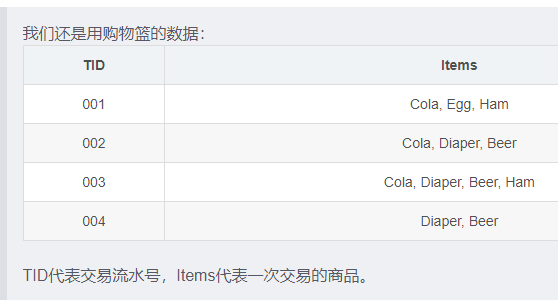 我们还是用购物篮的数据：
TID Items
001 Cola, Egg, Ham
002 Cola, Diaper, Beer
003 Cola, Diaper, Beer, Ham
004 Diaper, Beer
TID代表交易流水号，Items代表一次交易的商品。